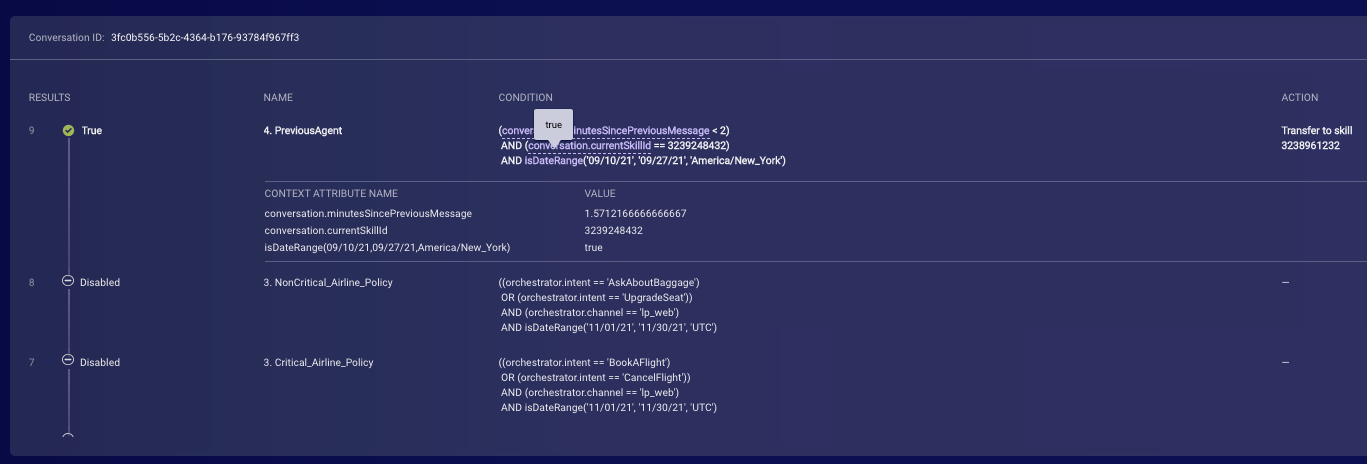 Conversation ID: 3fc0b556-5b2c-4364-b176-93784f967ff3
RESULTS NAME CONDITION ACTION
true
9 True 4. PreviousAgent (conver inutesSincePreviousMessage < 2) Transfer to skill
AND (conversation.currentSkillId == 3239248432) 3238961232
AND isDateRange('09/10/21', '09/27/21', 'America/New_York')
CONTEXT ATTRIBUTE NAME VALUE
conversation.minutesSincePreviousMessage 1.5712166666666667
conversation.currentSkillId 3239248432
isDateRange(09/10/21,09/27/21,America/New_York) true
8 Disabled 3. NonCritical_Airline_Policy ((orchestrator.intent == 'AskAboutBaggage') —
OR (orchestrator.intent == 'UpgradeSeat'))
AND (orchestrator.channel == 'lp_web')
AND isDateRange('11/01/21', '11/30/21', 'UTC')
7 Disabled 3. Critical_Airline_Policy ((orchestrator.intent == 'BookAFlight') —
OR (orchestrator.intent == 'CancelFlight'))
AND (orchestrator.channel == 'lp_web')
AND isDateRange('11/01/21', '11/30/21', 'UTC')